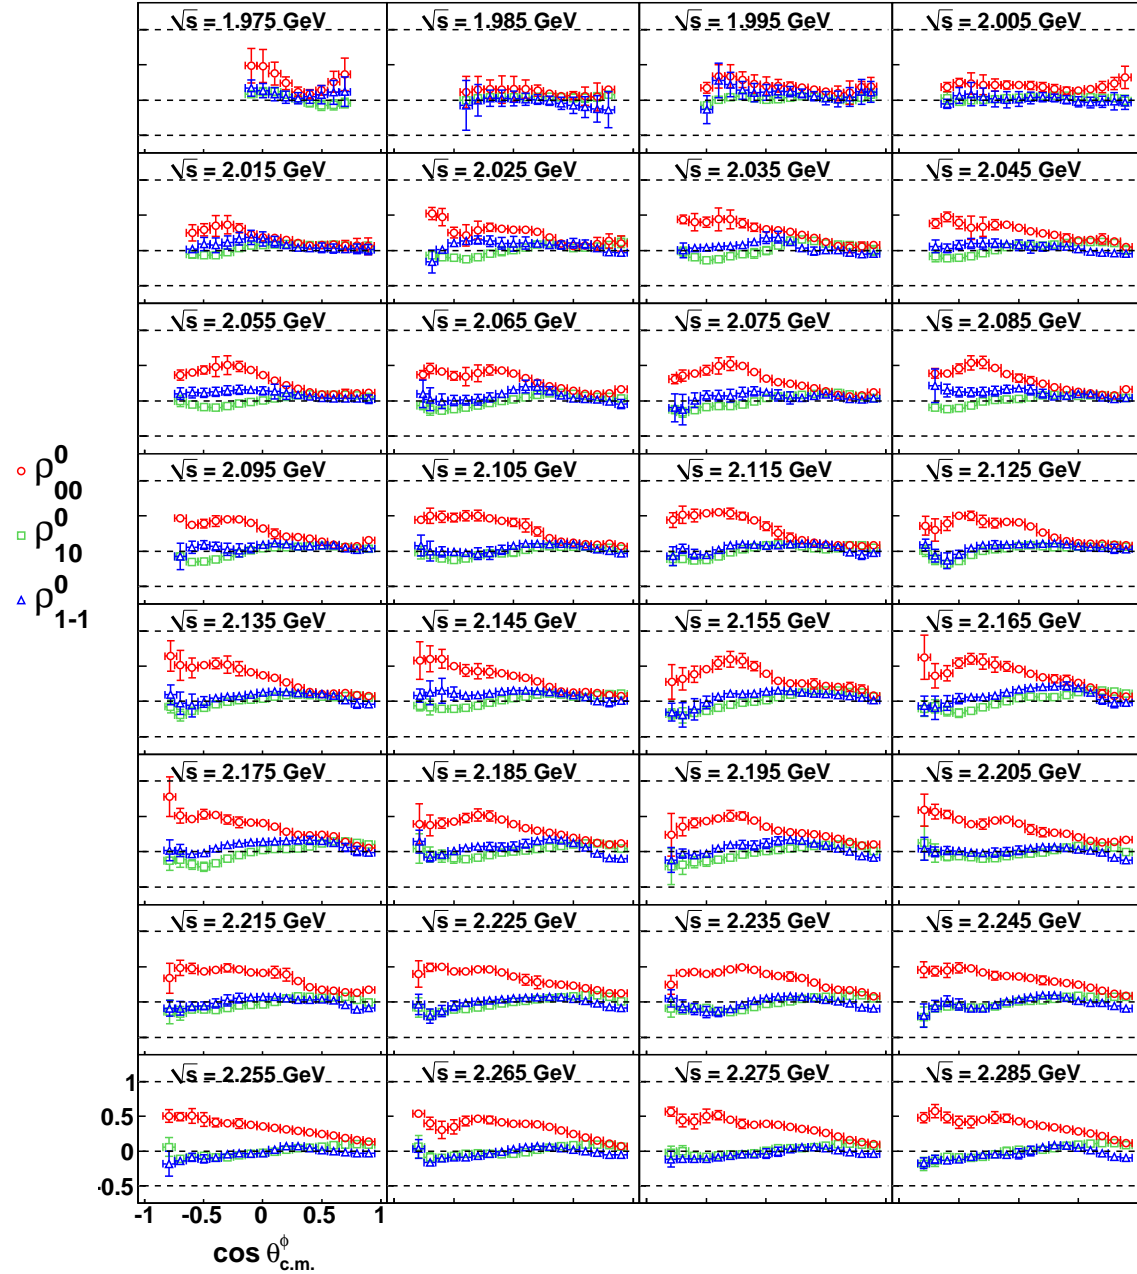 √s = 1.975 GeV √s = 1.985 GeV √s = 1.995 GeV √s = 2.005 GeV
√s = 2.015 GeV √s = 2.025 GeV √s = 2.035 GeV √s = 2.045 GeV
√s = 2.055 GeV √s = 2.065 GeV √s = 2.075 GeV √s = 2.085 GeV
ρ⁰₀₀
ρ⁰₁₀
ρ⁰₁₋₁
√s = 2.095 GeV √s = 2.105 GeV √s = 2.115 GeV √s = 2.125 GeV
√s = 2.135 GeV √s = 2.145 GeV √s = 2.155 GeV √s = 2.165 GeV
√s = 2.175 GeV √s = 2.185 GeV √s = 2.195 GeV √s = 2.205 GeV
√s = 2.215 GeV √s = 2.225 GeV √s = 2.235 GeV √s = 2.245 GeV
√s = 2.255 GeV √s = 2.265 GeV √s = 2.275 GeV √s = 2.285 GeV
1
0.5
0
-0.5
-1 -0.5 0 0.5 1
cos θ^ϕ_c.m.